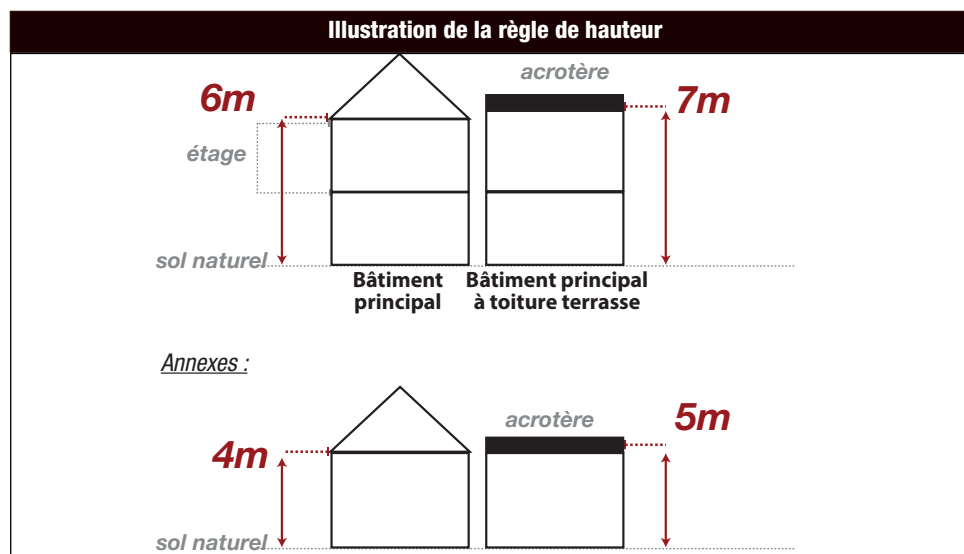 Illustration de la règle de hauteur
acrotère
6m
7m
étage
sol naturel
Bâtiment
principal
Bâtiment principal
à toiture terrasse
Annexes :
acrotère
5m
4m
sol naturel